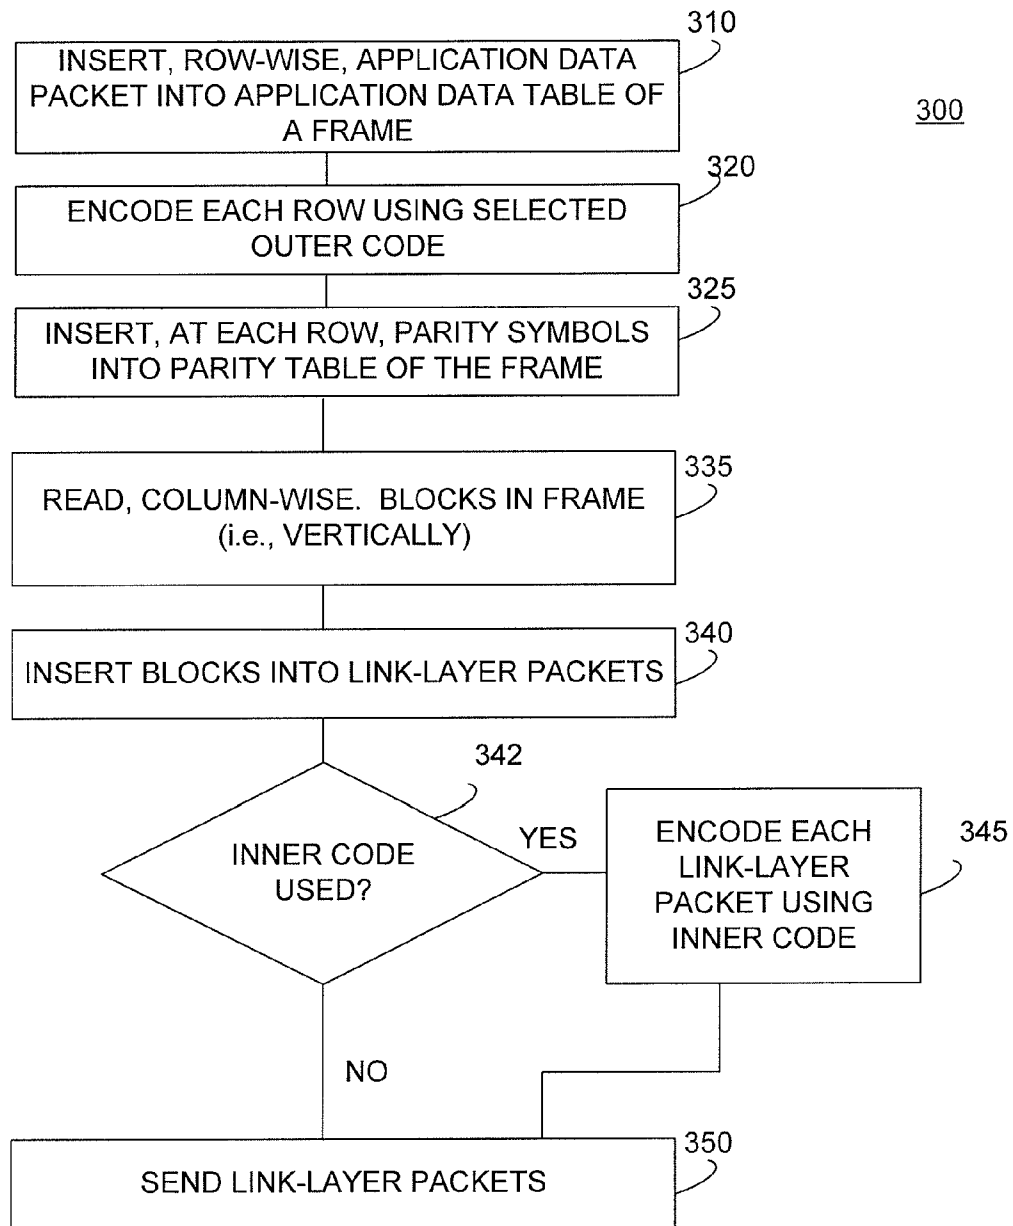 310
INSERT, ROW-WISE, APPLICATION DATA
PACKET INTO APPLICATION DATA TABLE OF
A FRAME
300
320
ENCODE EACH ROW USING SELECTED
OUTER CODE
325
INSERT, AT EACH ROW, PARITY SYMBOLS
INTO PARITY TABLE OF THE FRAME
335
READ, COLUMN-WISE. BLOCKS IN FRAME
(i.e., VERTICALLY)
340
INSERT BLOCKS INTO LINK-LAYER PACKETS
342
INNER CODE
USED?
YES
ENCODE EACH
LINK-LAYER
PACKET USING
INNER CODE
345
NO
350
SEND LINK-LAYER PACKETS